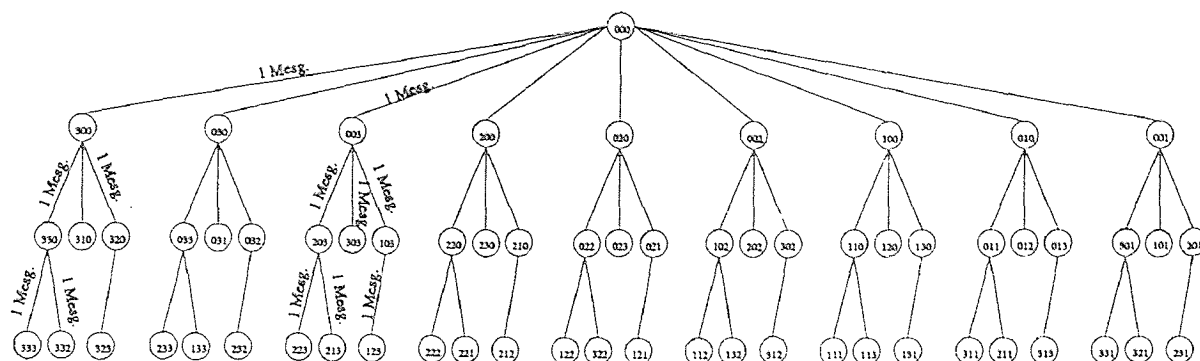 000
1 Mesg.
1 Mesg.
300 030 003 200 020 002 100 010 001
1 Mesg. 1 Mesg. 1 Mesg. 1 Mesg. 1 Mesg.
330 310 320 033 031 032 203 303 103 220 230 210 022 023 021 102 202 302 110 120 130 011 012 013 301 101 201
1 Mesg. 1 Mesg. 1 Mesg. 1 Mesg. 1 Mesg.
333 332 323 233 133 232 223 213 123 222 221 212 122 322 121 112 132 312 111 113 131 311 211 313 331 321 231